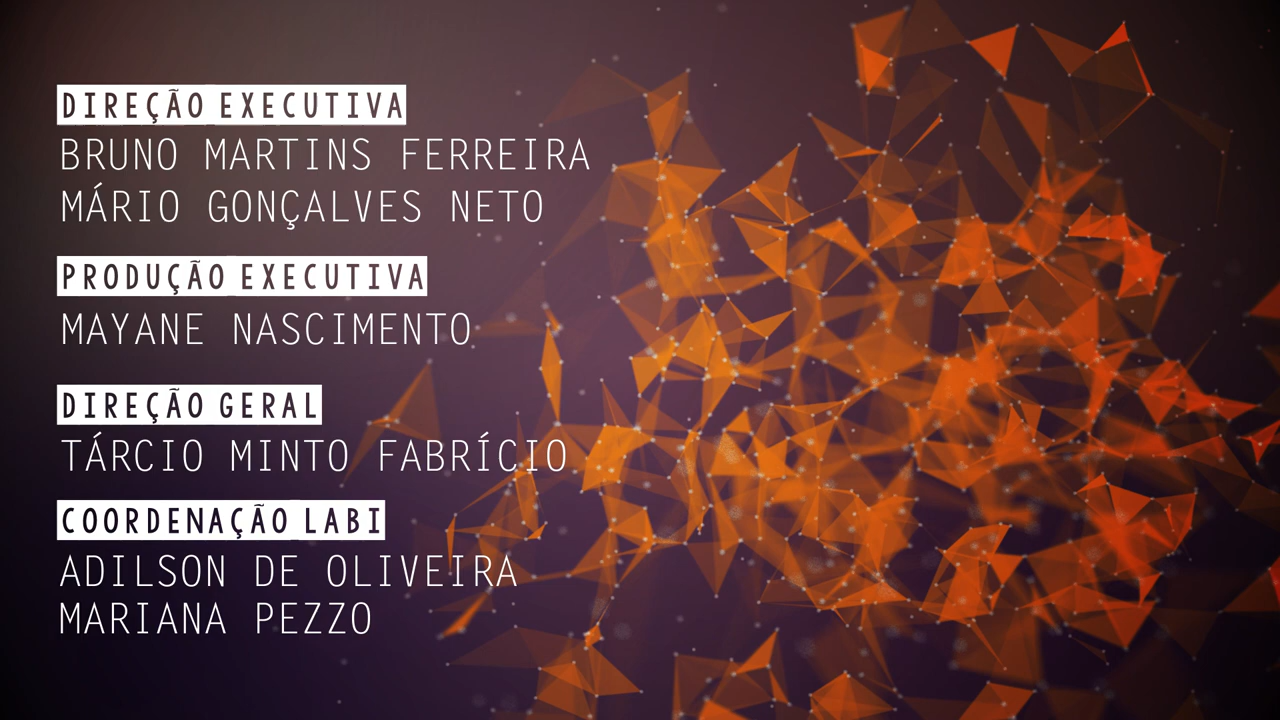 DIREÇÃO EXECUTIVA
BRUNO MARTINS FERREIRA
MÁRIO GONÇALVES NETO
PRODUÇÃO EXECUTIVA
MAYANE NASCIMENTO
DIREÇÃO GERAL
TÁRCIO MINTO FABRÍCIO
COORDENAÇÃO LABI
ADILSON DE OLIVEIRA
MARIANA PEZZO